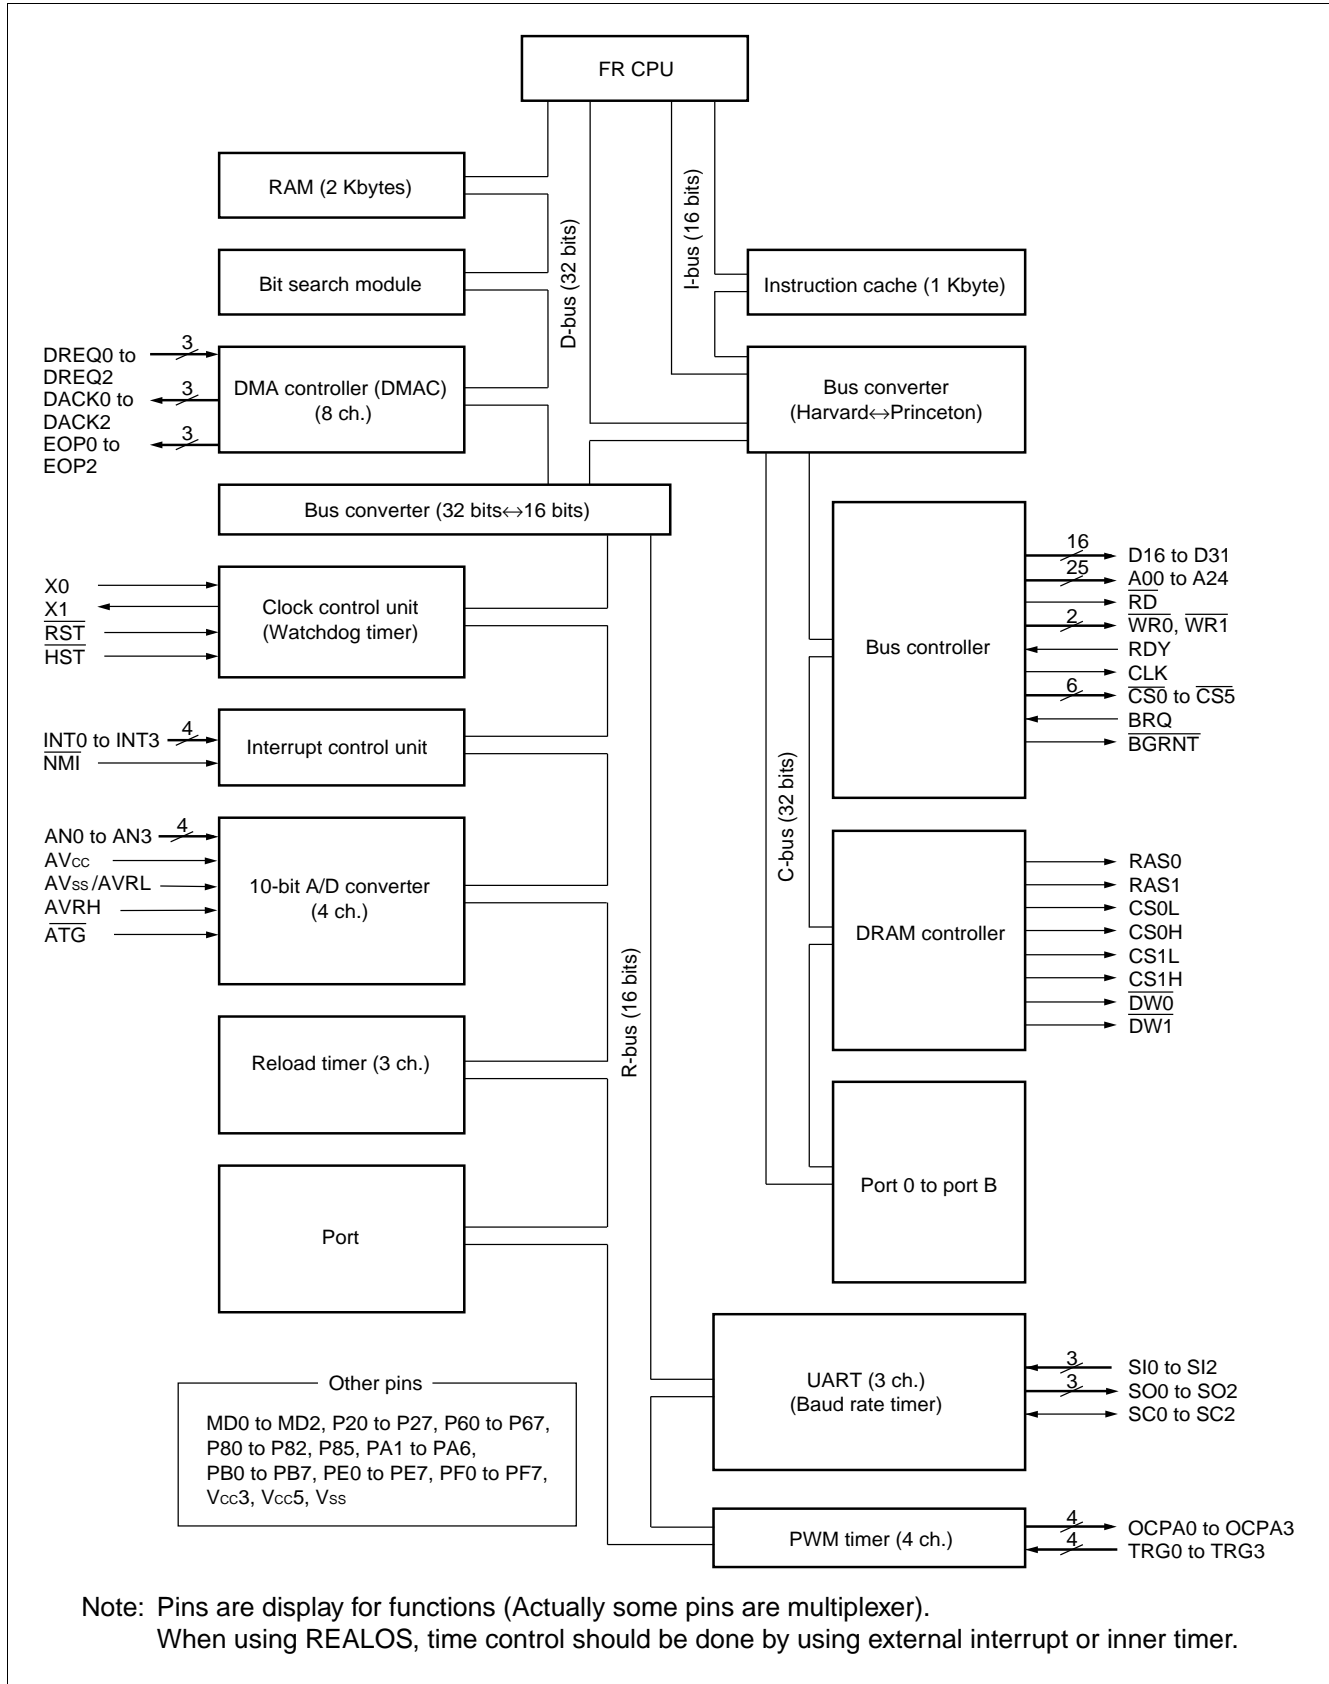 FR CPU
RAM (2 Kbytes)
D-bus (32 bits)
I-bus (16 bits)
Bit search module
Instruction cache (1 Kbyte)
DREQ0 to
DREQ2
DACK0 to
DACK2
EOP0 to
EOP2
3
3
3
DMA controller (DMAC)
(8 ch.)
Bus converter
(Harvard↔Princeton)
Bus converter (32 bits↔16 bits)
X0
X1
RST
HST
Clock control unit
(Watchdog timer)
Bus controller
16
D16 to D31
25
A00 to A24
RD
2
WR0, WR1
RDY
CLK
6
CS0 to CS5
BRQ
BGRNT
INT0 to INT3
4
NMI
Interrupt control unit
C-bus (32 bits)
AN0 to AN3
4
AVCC
AVSS/AVRL
AVRH
ATG
10-bit A/D converter
(4 ch.)
DRAM controller
RAS0
RAS1
CS0L
CS0H
CS1L
CS1H
DW0
DW1
R-bus (16 bits)
Reload timer (3 ch.)
Port
Port 0 to port B
UART (3 ch.)
(Baud rate timer)
3
SI0 to SI2
3
SO0 to SO2
SC0 to SC2
Other pins
MD0 to MD2, P20 to P27, P60 to P67,
P80 to P82, P85, PA1 to PA6,
PB0 to PB7, PE0 to PE7, PF0 to PF7,
VCC3, VCC5, VSS
PWM timer (4 ch.)
4
OCPA0 to OCPA3
4
TRG0 to TRG3
Note: Pins are display for functions (Actually some pins are multiplexer).
When using REALOS, time control should be done by using external interrupt or inner timer.